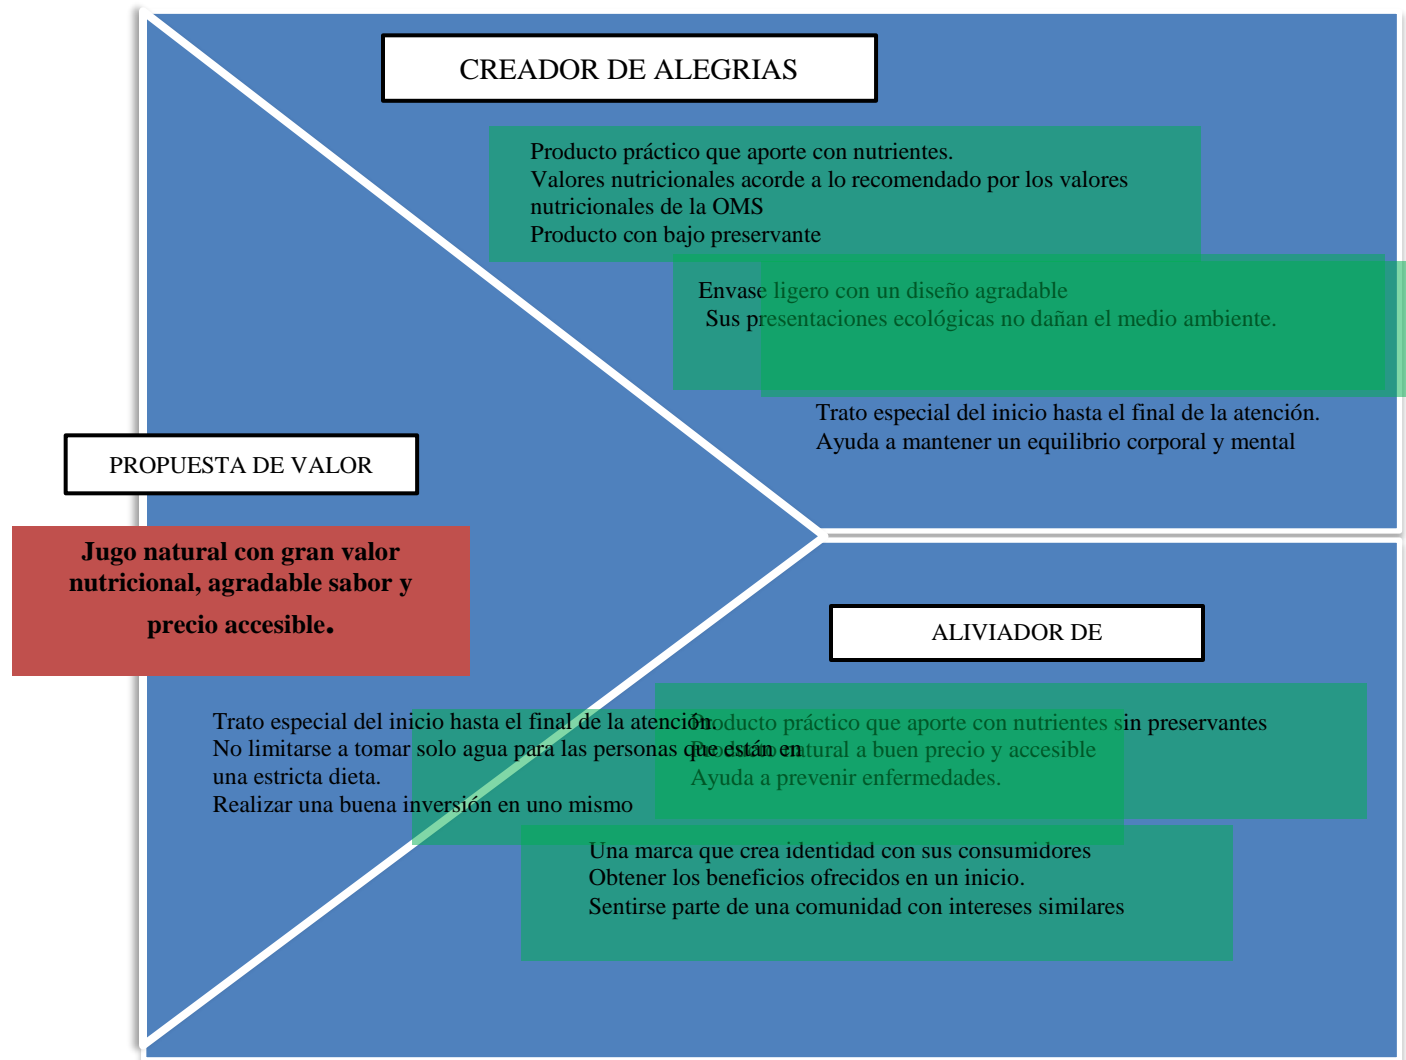 CREADOR DE ALEGRIAS
Producto práctico que aporte con nutrientes.
Valores nutricionales acorde a lo recomendado por los valores
nutricionales de la OMS
Producto con bajo preservante
Envase ligero con un diseño agradable
Sus presentaciones ecológicas no dañan el medio ambiente.
Trato especial del inicio hasta el final de la atención.
Ayuda a mantener un equilibrio corporal y mental
PROPUESTA DE VALOR
Jugo natural con gran valor
nutricional, agradable sabor y
precio accesible.
ALIVIADOR DE
Producto práctico que aporte con nutrientes sin preservantes
Producto natural a buen precio y accesible
Ayuda a prevenir enfermedades.
Trato especial del inicio hasta el final de la atención.
No limitarse a tomar solo agua para las personas que están en
una estricta dieta.
Realizar una buena inversión en uno mismo
Una marca que crea identidad con sus consumidores
Obtener los beneficios ofrecidos en un inicio.
Sentirse parte de una comunidad con intereses similares